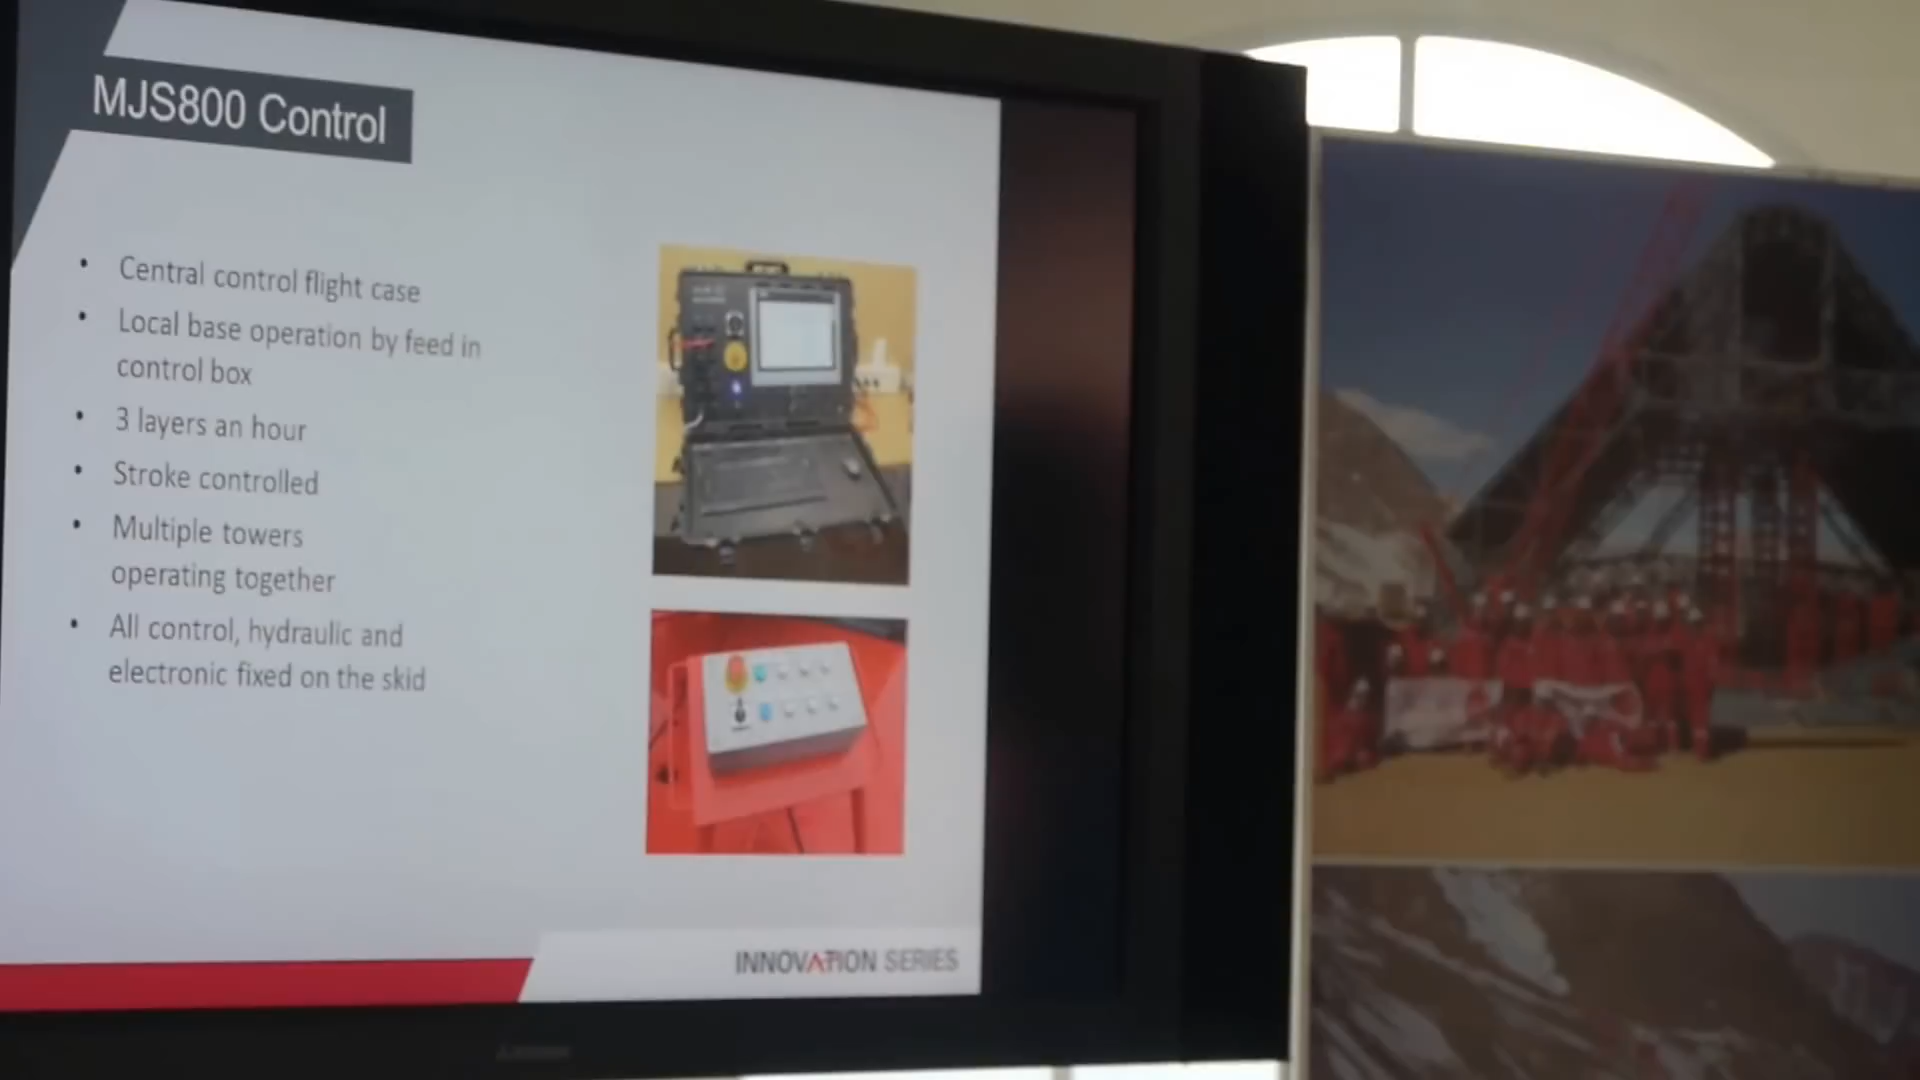 MJS800 Control
• Central control flight case
• Local base operation by feed in
control box
• 3 layers an hour
• Stroke controlled
• Multiple towers
operating together
• All control, hydraulic and
electronic fixed on the skid
INNOVATION SERIES